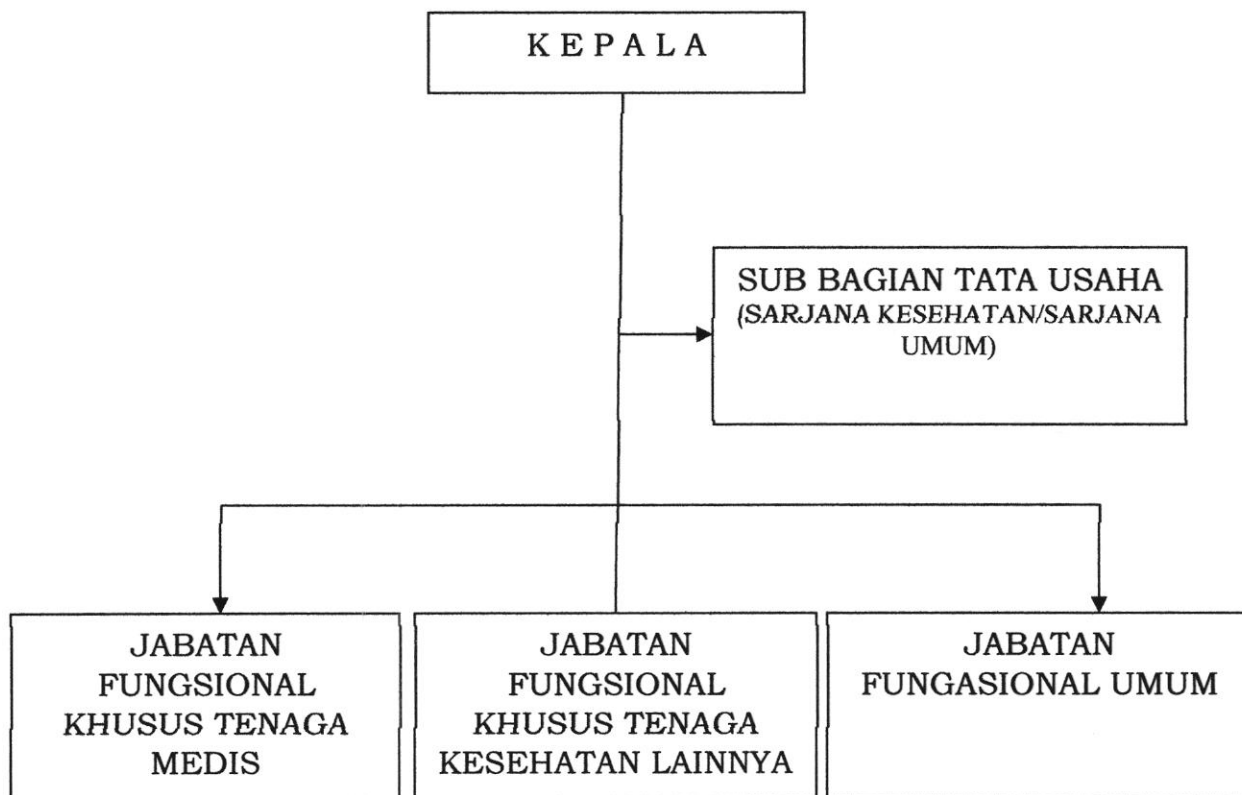 KEPALA
SUB BAGIAN TATA USAHA
(SARJANA KESEHATAN/SARJANA
UMUM)
JABATAN
FUNGSIONAL
KHUSUS TENAGA
MEDIS
JABATAN
FUNGSIONAL
KHUSUS TENAGA
KESEHATAN LAINNYA
JABATAN
FUNGASIONAL UMUM